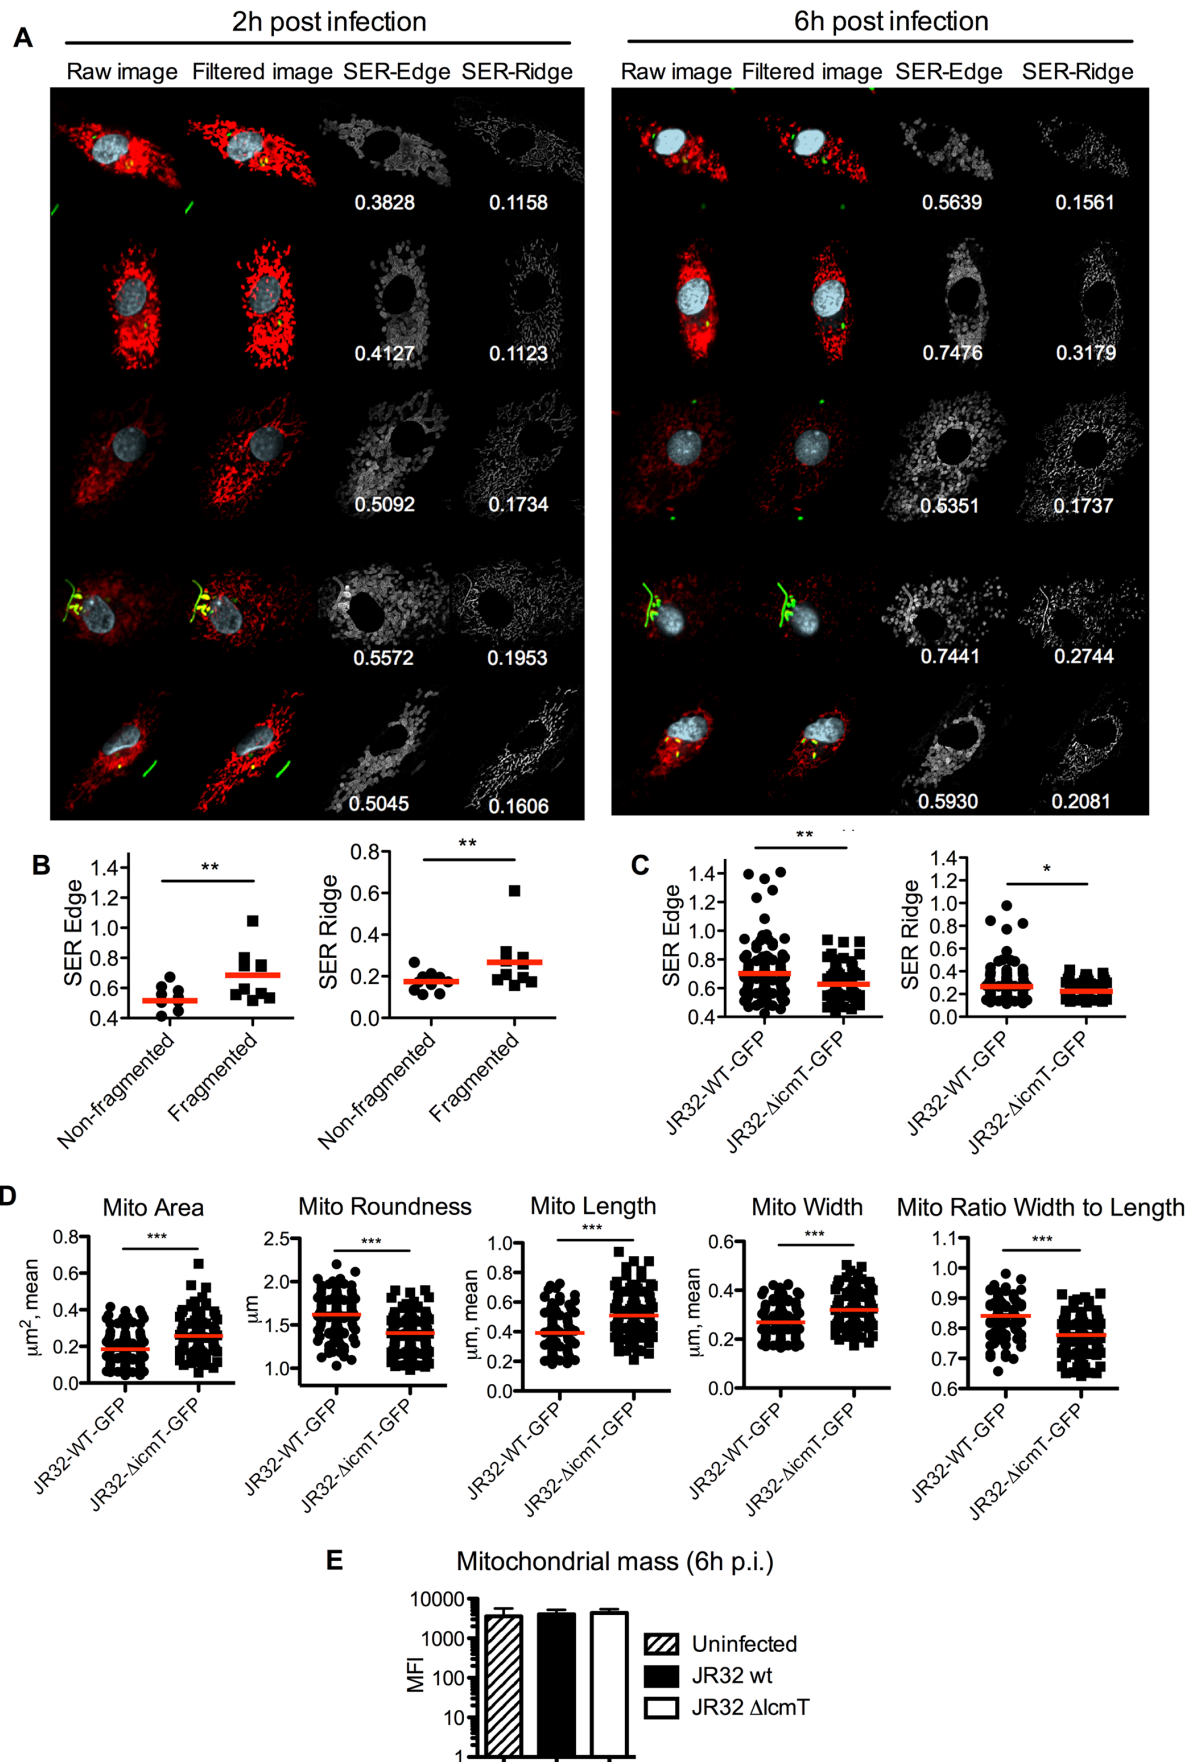 A
2h post infection
6h post infection
Raw image Filtered image SER-Edge SER-Ridge
Raw image Filtered image SER-Edge SER-Ridge
0.3828 0.1158
0.5639 0.1561
0.4127 0.1123
0.7476 0.3179
0.5092 0.1734
0.5351 0.1737
0.5572 0.1953
0.7441 0.2744
0.5045 0.1606
0.5930 0.2081
B
SER Edge
1.4
1.2
1.0
0.8
0.6
0.4
**
Non-fragmented
Fragmented
SER Ridge
0.8
0.6
0.4
0.2
0.0
**
Non-fragmented
Fragmented
C
SER Edge
1.4
1.2
1.0
0.8
0.6
0.4
**
JR32-WT-GFP
JR32-ΔicmT-GFP
SER Ridge
1.4
1.2
1.0
0.8
0.6
0.4
0.2
0.0
*
JR32-WT-GFP
JR32-ΔicmT-GFP
D
Mito Area
μm², mean
0.8
0.6
0.4
0.2
0.0
***
JR32-WT-GFP
JR32-ΔicmT-GFP
Mito Roundness
μm
2.5
2.0
1.5
1.0
***
JR32-WT-GFP
JR32-ΔicmT-GFP
Mito Length
μm, mean
1.0
0.8
0.6
0.4
0.2
0.0
***
JR32-WT-GFP
JR32-ΔicmT-GFP
Mito Width
μm, mean
0.6
0.4
0.2
0.0
***
JR32-WT-GFP
JR32-ΔicmT-GFP
Mito Ratio Width to Length
1.1
1.0
0.9
0.8
0.7
0.6
***
JR32-WT-GFP
JR32-ΔicmT-GFP
E
Mitochondrial mass (6h p.i.)
MFI
10000
1000
100
10
1
Uninfected
JR32 wt
JR32 ΔIcmT